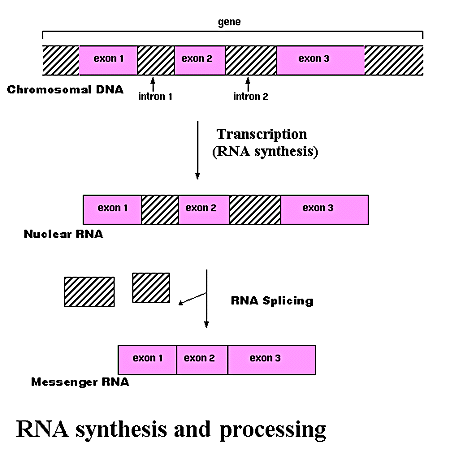 gene
exon 1
exon 2
exon 3
Chromosomal DNA
intron 1
intron 2
Transcription
(RNA synthesis)
exon 1
exon 2
exon 3
Nuclear RNA
RNA Splicing
exon 1
exon 2
exon 3
Messenger RNA
RNA synthesis and processing